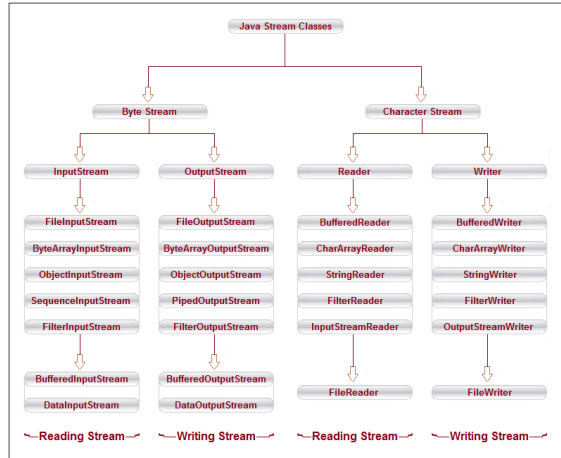 Java Stream Classes
Byte Stream
Character Stream
InputStream
OutputStream
Reader
Writer
FileInputStream
ByteArrayInputStream
ObjectInputStream
SequenceInputStream
FilterInputStream
FileOutputStream
ByteArrayOutputStream
ObjectOutputStream
PipedOutputStream
FilterOutputStream
BufferedReader
CharArrayReader
StringReader
FilterReader
InputStreamReader
BufferedWriter
CharArrayWriter
StringWriter
FilterWriter
OutputStreamWriter
BufferedInputStream
DataInputStream
BufferedOutputStream
DataOutputStream
FileReader
FileWriter
Reading Stream
Writing Stream
Reading Stream
Writing Stream